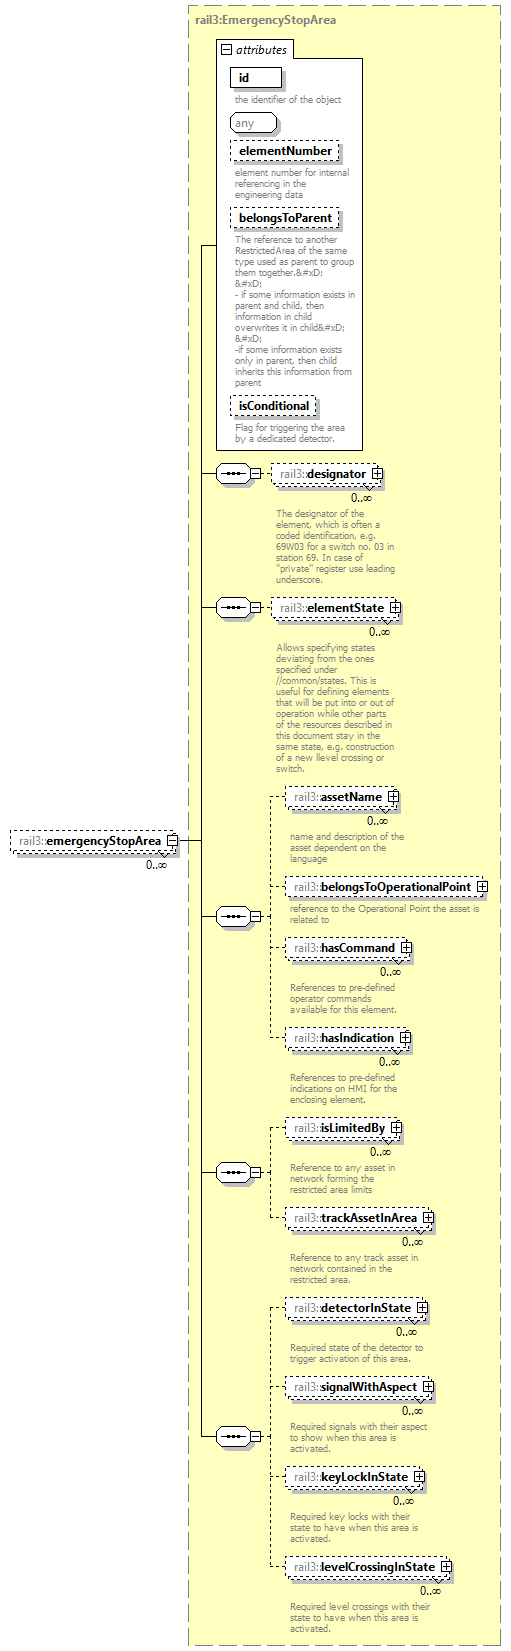 rail3:EmergencyStopArea
attributes
id
the identifier of the object
any
elementNumber
element number for internal
referencing in the
engineering data
belongsToParent
The reference to another
RestrictedArea of the same
type used as parent to group
them together.&#xD;
&#xD;
- if some information exists in
parent and child, then
information in child
overwrites it in child&#xD;
&#xD;
-if some information exists
only in parent, then child
inherits this information from
parent
isConditional
Flag for triggering the area
by a dedicated detector.
rail3::designator
0..∞
The designator of the
element, which is often a
coded identification, e.g.
69W03 for a switch no. 03 in
station 69. In case of
"private" register use leading
underscore.
rail3::elementState
0..∞
Allows specifying states
deviating from the ones
specified under
//common/states. This is
useful for defining elements
that will be put into or out of
operation while other parts
of the resources described in
this document stay in the
same state, e.g. construction
of a new llevel crossing or
switch.
rail3::assetName
0..∞
name and description of the
asset dependent on the
language
rail3::emergencyStopArea
0..∞
rail3::belongsToOperationalPoint
reference to the Operational Point the asset is
related to
rail3::hasCommand
0..∞
References to pre-defined
operator commands
available for this element.
rail3::hasIndication
0..∞
References to pre-defined
indications on HMI for the
enclosing element.
rail3::isLimitedBy
0..∞
Reference to any asset in
network forming the
restricted area limits
rail3::trackAssetInArea
0..∞
Reference to any track asset in
network contained in the
restricted area.
rail3::detectorInState
0..∞
Required state of the detector to
trigger activation of this area.
rail3::signalWithAspect
0..∞
Required signals with their aspect
to show when this area is
activated.
rail3::keyLockInState
0..∞
Required key locks with their
state to have when this area is
activated.
rail3::levelCrossingInState
0..∞
Required level crossings with their
state to have when this area is
activated.